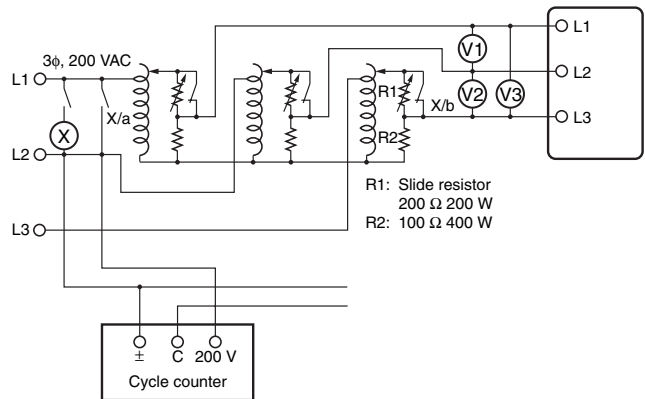 3ϕ, 200 VAC
L1
X/a
X
L2
L3
R1
R2
X/b
V1
V2
V3
L1
L2
L3
R1: Slide resistor
200 Ω 200 W
R2: 100 Ω 400 W
± C 200 V
Cycle counter